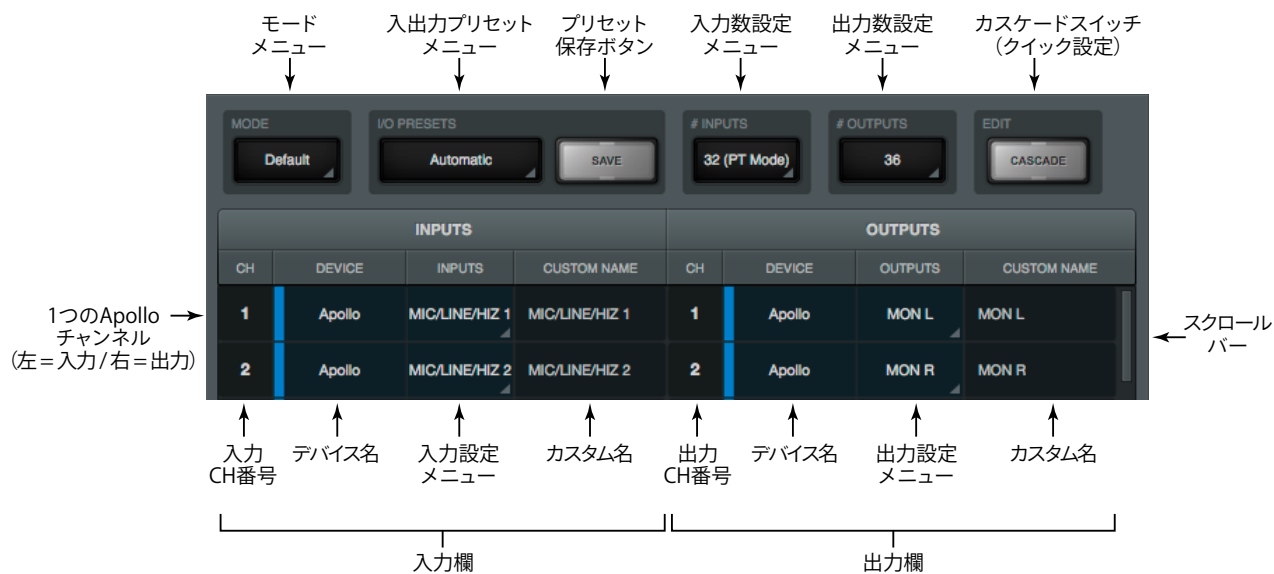 モード
メニュー
入出力プリセット
メニュー
プリセット
保存ボタン
入力数設定
メニュー
出力数設定
メニュー
カスケードスイッチ
（クイック設定）
MODE
I/O PRESETS
# INPUTS
# OUTPUTS
EDIT
Default
Automatic
SAVE
32 (PT Mode)
36
CASCADE
INPUTS
OUTPUTS
CH
DEVICE
INPUTS
CUSTOM NAME
CH
DEVICE
OUTPUTS
CUSTOM NAME
1
Apollo
MIC/LINE/HIZ 1
MIC/LINE/HIZ 1
1
Apollo
MON L
MON L
2
Apollo
MIC/LINE/HIZ 2
MIC/LINE/HIZ 2
2
Apollo
MON R
MON R
1つのApollo
チャンネル
（左＝入力/右＝出力）
スクロール
バー
入力
CH番号
デバイス名
入力設定
メニュー
カスタム名
出力
CH番号
デバイス名
出力設定
メニュー
カスタム名
入力欄
出力欄